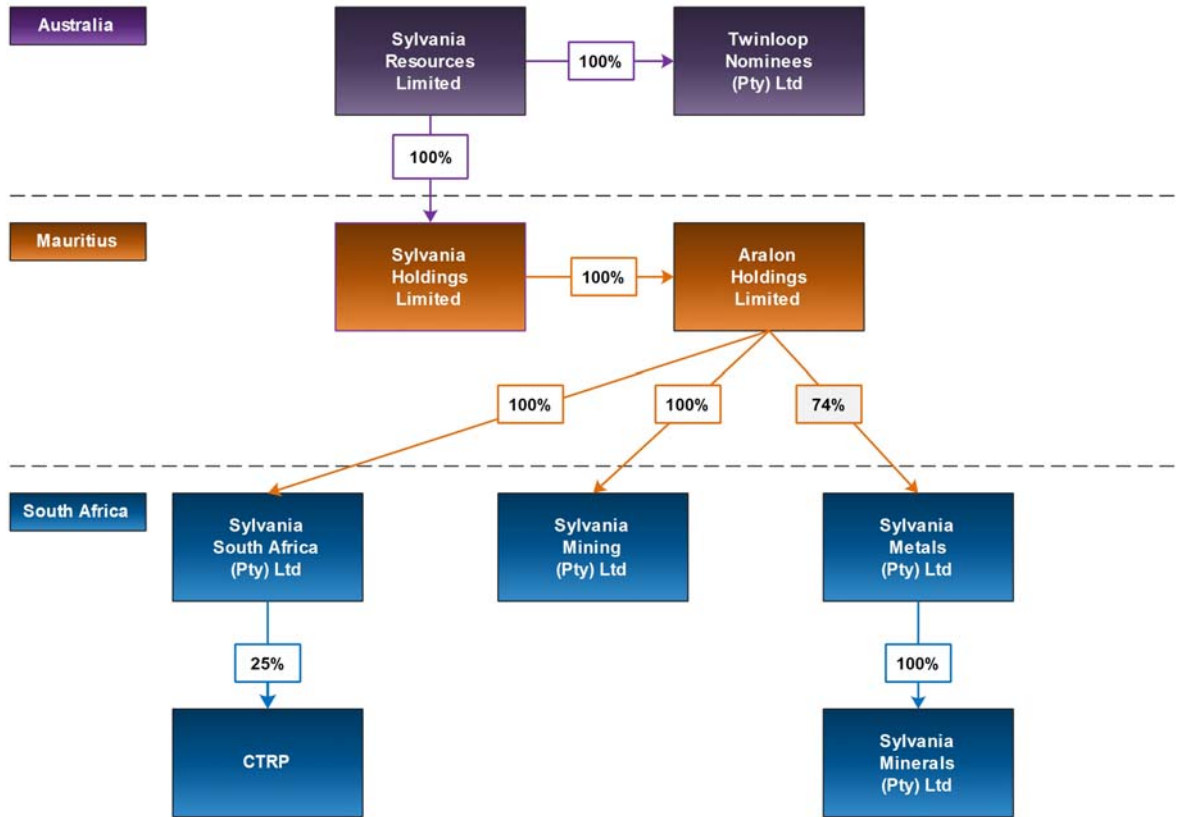 Australia
Sylvania
Resources
Limited
100%
Twinloop
Nominees
(Pty) Ltd
100%
Mauritius
Sylvania
Holdings
Limited
100%
Aralon
Holdings
Limited
100%
100%
74%
South Africa
Sylvania
South Africa
(Pty) Ltd
Sylvania
Mining
(Pty) Ltd
Sylvania
Metals
(Pty) Ltd
25%
100%
CTRP
Sylvania
Minerals
(Pty) Ltd